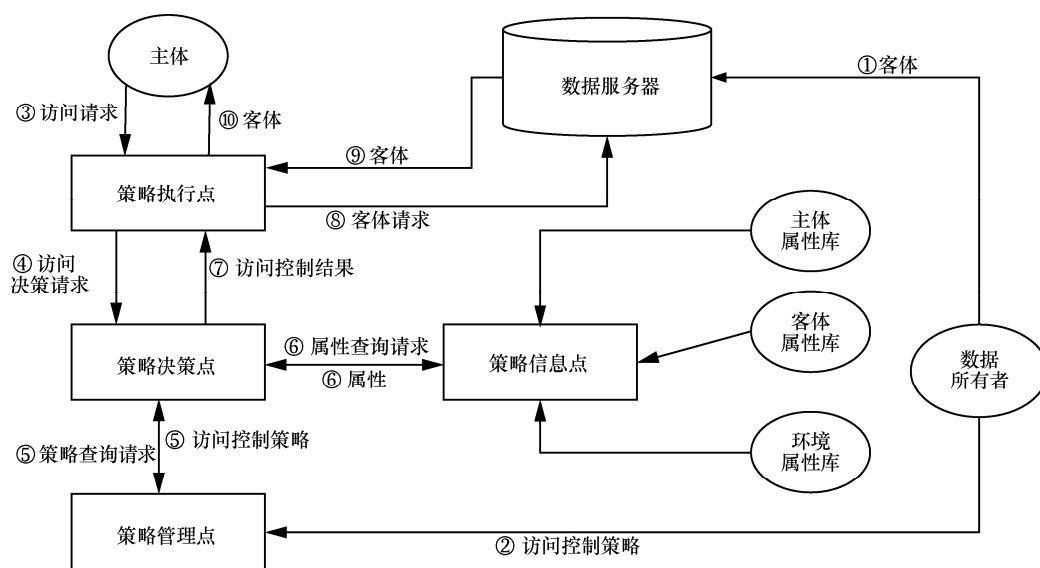 主体
数据服务器
①客体
③访问请求
⑩客体
⑨客体
策略执行点
⑧客体请求
主体
属性库
④访问
决策请求
⑦访问控制结果
客体
属性库
策略决策点
⑥属性查询请求
⑥属性
策略信息点
数据
所有者
⑤策略查询请求
⑤访问控制策略
环境
属性库
策略管理点
②访问控制策略